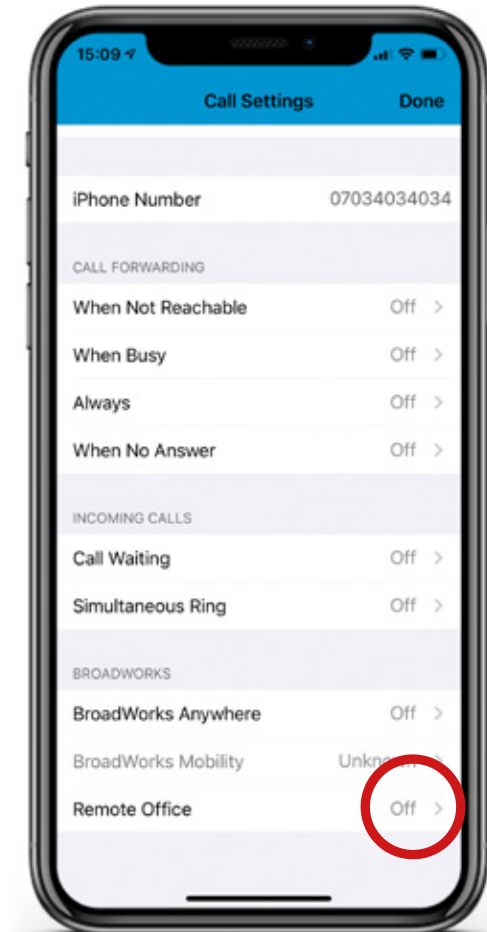 15:09
Call Settings Done
iPhone Number 07034034034
CALL FORWARDING
When Not Reachable Off >
When Busy Off >
Always Off >
When No Answer Off >
INCOMING CALLS
Call Waiting Off >
Simultaneous Ring Off >
BROADWORKS
BroadWorks Anywhere Off >
BroadWorks Mobility Unknown >
Remote Office Off >